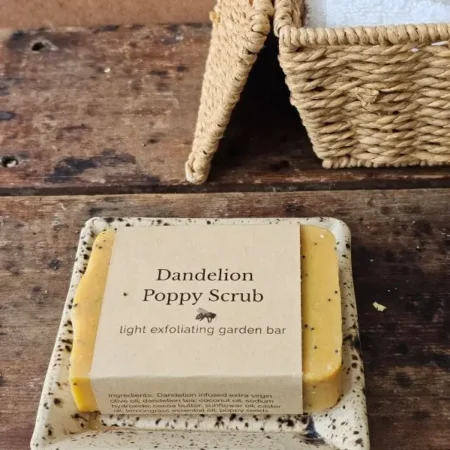 Dandelion
Poppy Scrub
light exfoliating garden bar
Ingredients: Dandelion infused extra virgin
olive oil, dandelion tea, coconut oil, sodium
hydroxide, cocoa butter, sunflower oil, castor
oil, lemongrass essential oil, poppy seeds